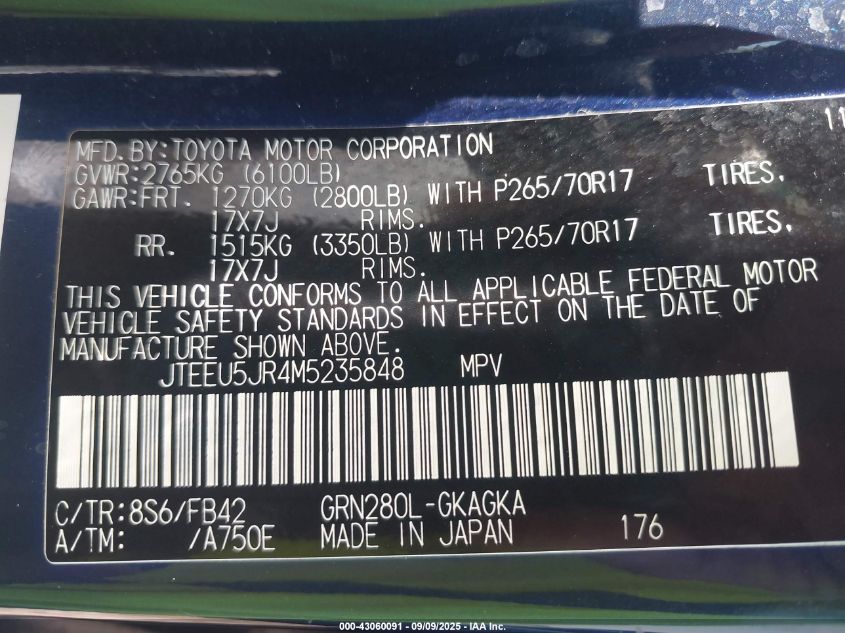 11
MFD. BY: TOYOTA MOTOR CORPORATION
GVWR: 2765KG (6100LB)
GAWR: FRT. 1270KG (2800LB) WITH P265/70R17 TIRES.
17X7J RIMS.
RR. 1515KG (3350LB) WITH P265/70R17 TIRES.
17X7J RIMS.
THIS VEHICLE CONFORMS TO ALL APPLICABLE FEDERAL MOTOR
VEHICLE SAFETY STANDARDS IN EFFECT ON THE DATE OF
MANUFACTURE SHOWN ABOVE.
JTEEU5JR4M5235848 MPV
C/TR: 8S6/FB42 GRN280L-GKAGKA
A/TM: /A750E MADE IN JAPAN 176
000-43060091 - 09/09/2025 - IAA Inc.